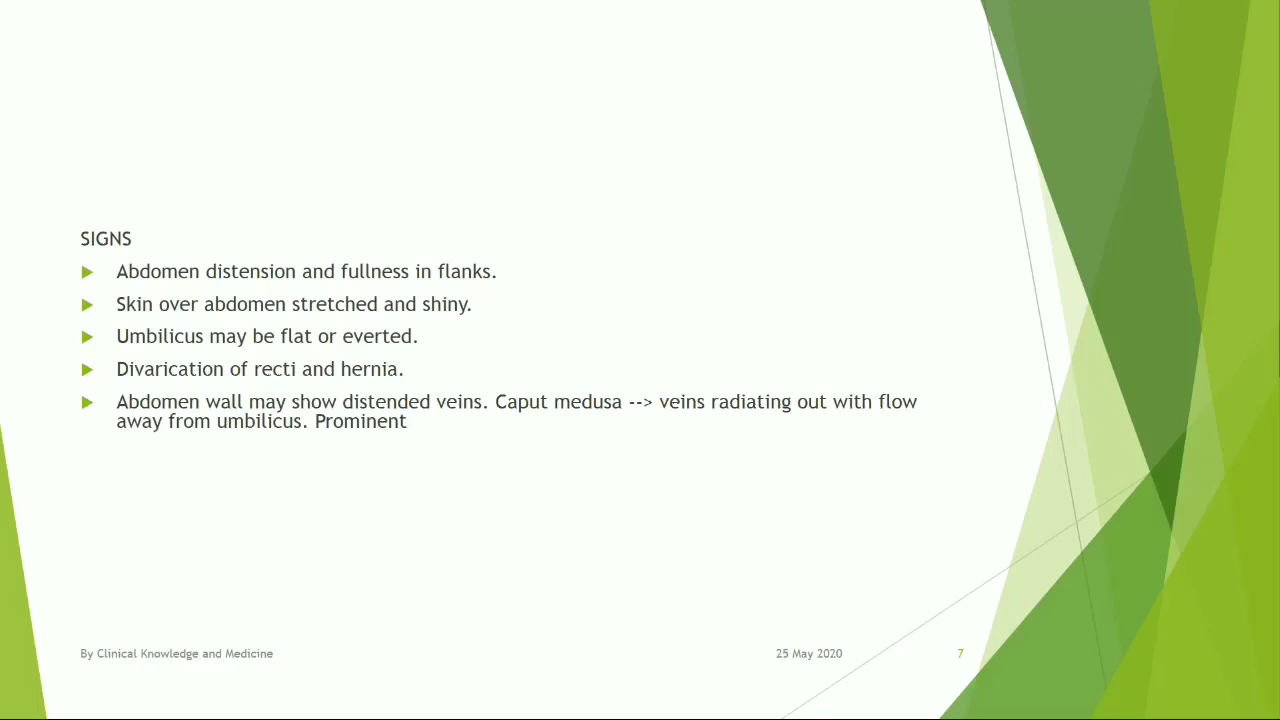 SIGNS
Abdomen distension and fullness in flanks.
Skin over abdomen stretched and shiny.
Umbilicus may be flat or everted.
Divarication of recti and hernia.
Abdomen wall may show distended veins. Caput medusa --> veins radiating out with flow
away from umbilicus. Prominent
By Clinical Knowledge and Medicine
25 May 2020
7